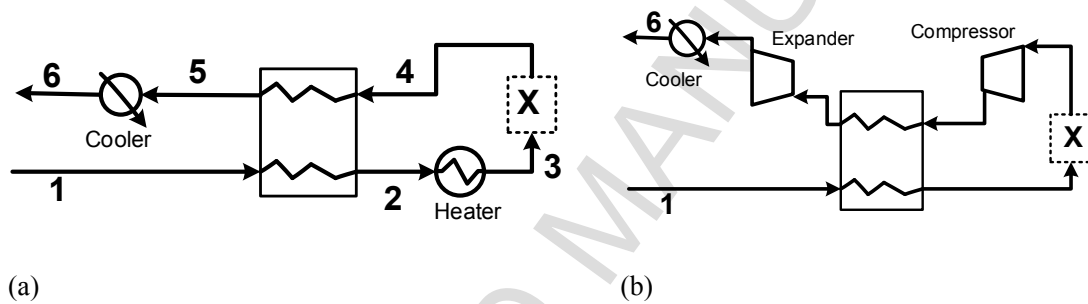 6
5
4
Cooler
X
1
2
3
Heater
(a)
6
Expander
Compressor
Cooler
X
1
(b)